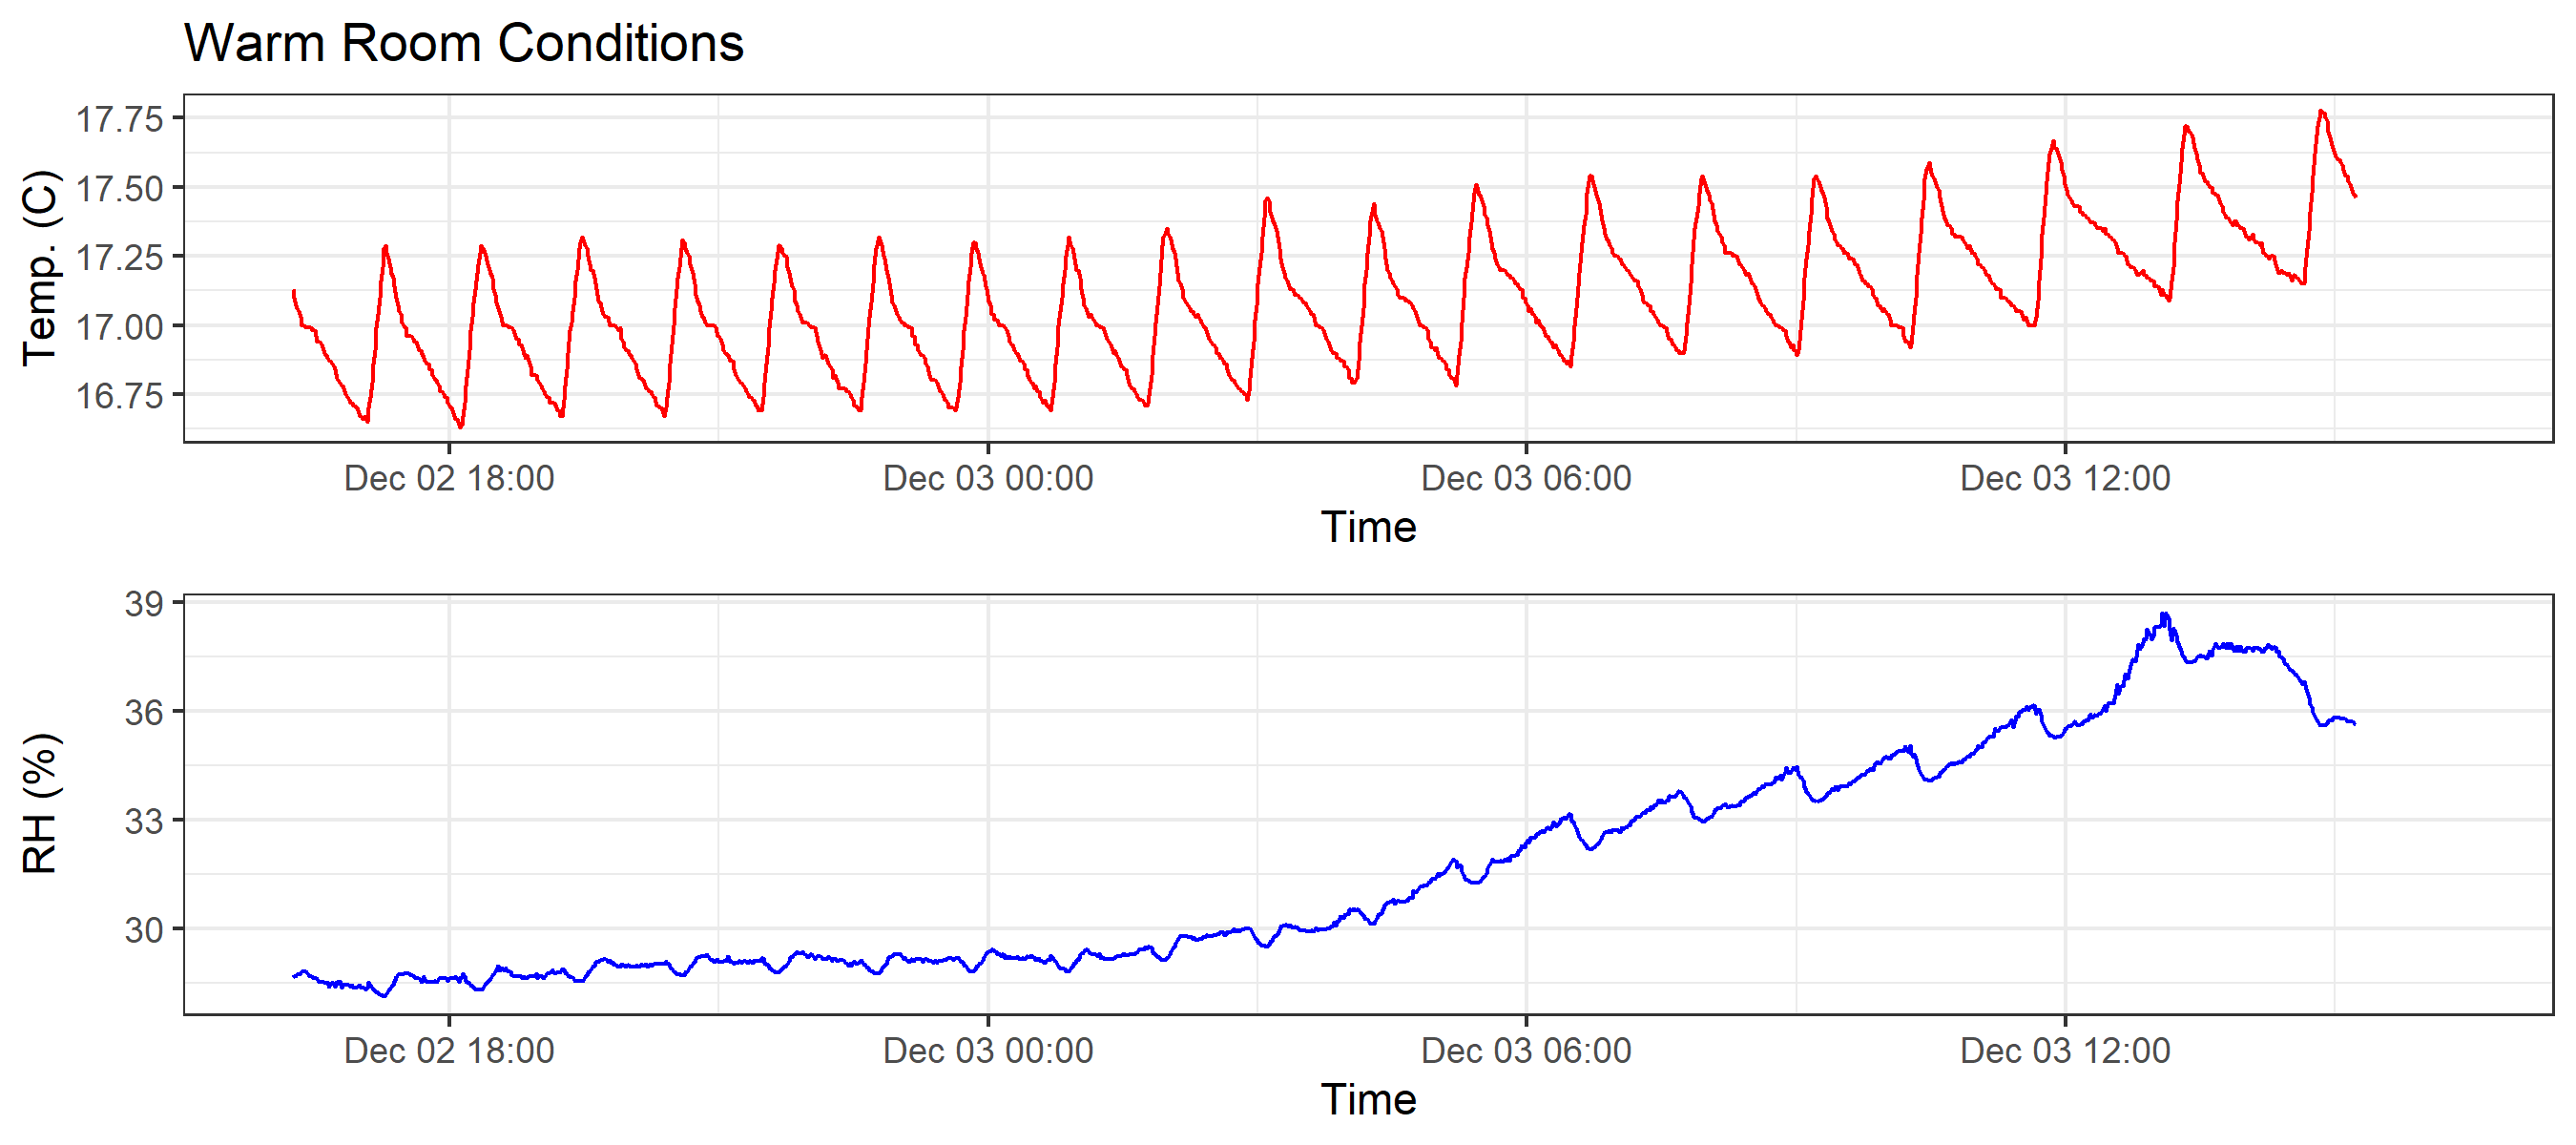 Warm Room Conditions
Temp. (C)
17.75
17.50
17.25
17.00
16.75
Dec 02 18:00 Dec 03 00:00 Dec 03 06:00 Dec 03 12:00
Time
RH (%)
39
36
33
30
Dec 02 18:00 Dec 03 00:00 Dec 03 06:00 Dec 03 12:00
Time